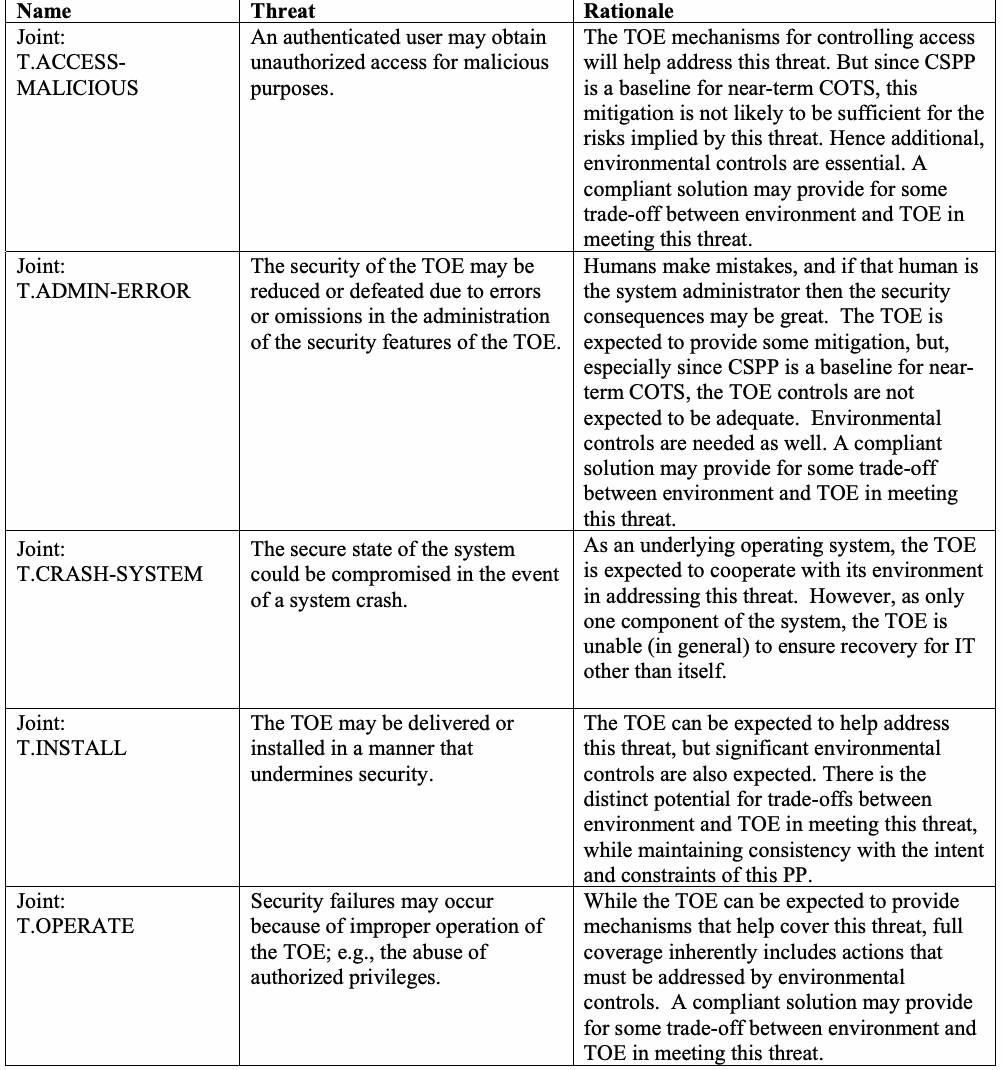 Name
Threat
Rationale
Joint:
T.ACCESS-
MALICIOUS
An authenticated user may obtain
unauthorized access for malicious
purposes.
The TOE mechanisms for controlling access
will help address this threat. But since CSPP
is a baseline for near-term COTS, this
mitigation is not likely to be sufficient for the
risks implied by this threat. Hence additional,
environmental controls are essential. A
compliant solution may provide for some
trade-off between environment and TOE in
meeting this threat.
Joint:
T.ADMIN-ERROR
The security of the TOE may be
reduced or defeated due to errors
or omissions in the administration
of the security features of the TOE.
Humans make mistakes, and if that human is
the system administrator then the security
consequences may be great.  The TOE is
expected to provide some mitigation, but,
especially since CSPP is a baseline for near-
term COTS, the TOE controls are not
expected to be adequate.  Environmental
controls are needed as well. A compliant
solution may provide for some trade-off
between environment and TOE in meeting
this threat.
Joint:
T.CRASH-SYSTEM
The secure state of the system
could be compromised in the event
of a system crash.
As an underlying operating system, the TOE
is expected to cooperate with its environment
in addressing this threat.  However, as only
one component of the system, the TOE is
unable (in general) to ensure recovery for IT
other than itself.
Joint:
T.INSTALL
The TOE may be delivered or
installed in a manner that
undermines security.
The TOE can be expected to help address
this threat, but significant environmental
controls are also expected. There is the
distinct potential for trade-offs between
environment and TOE in meeting this threat,
while maintaining consistency with the intent
and constraints of this PP.
Joint:
T.OPERATE
Security failures may occur
because of improper operation of
the TOE; e.g., the abuse of
authorized privileges.
While the TOE can be expected to provide
mechanisms that help cover this threat, full
coverage inherently includes actions that
must be addressed by environmental
controls.  A compliant solution may provide
for some trade-off between environment and
TOE in meeting this threat.